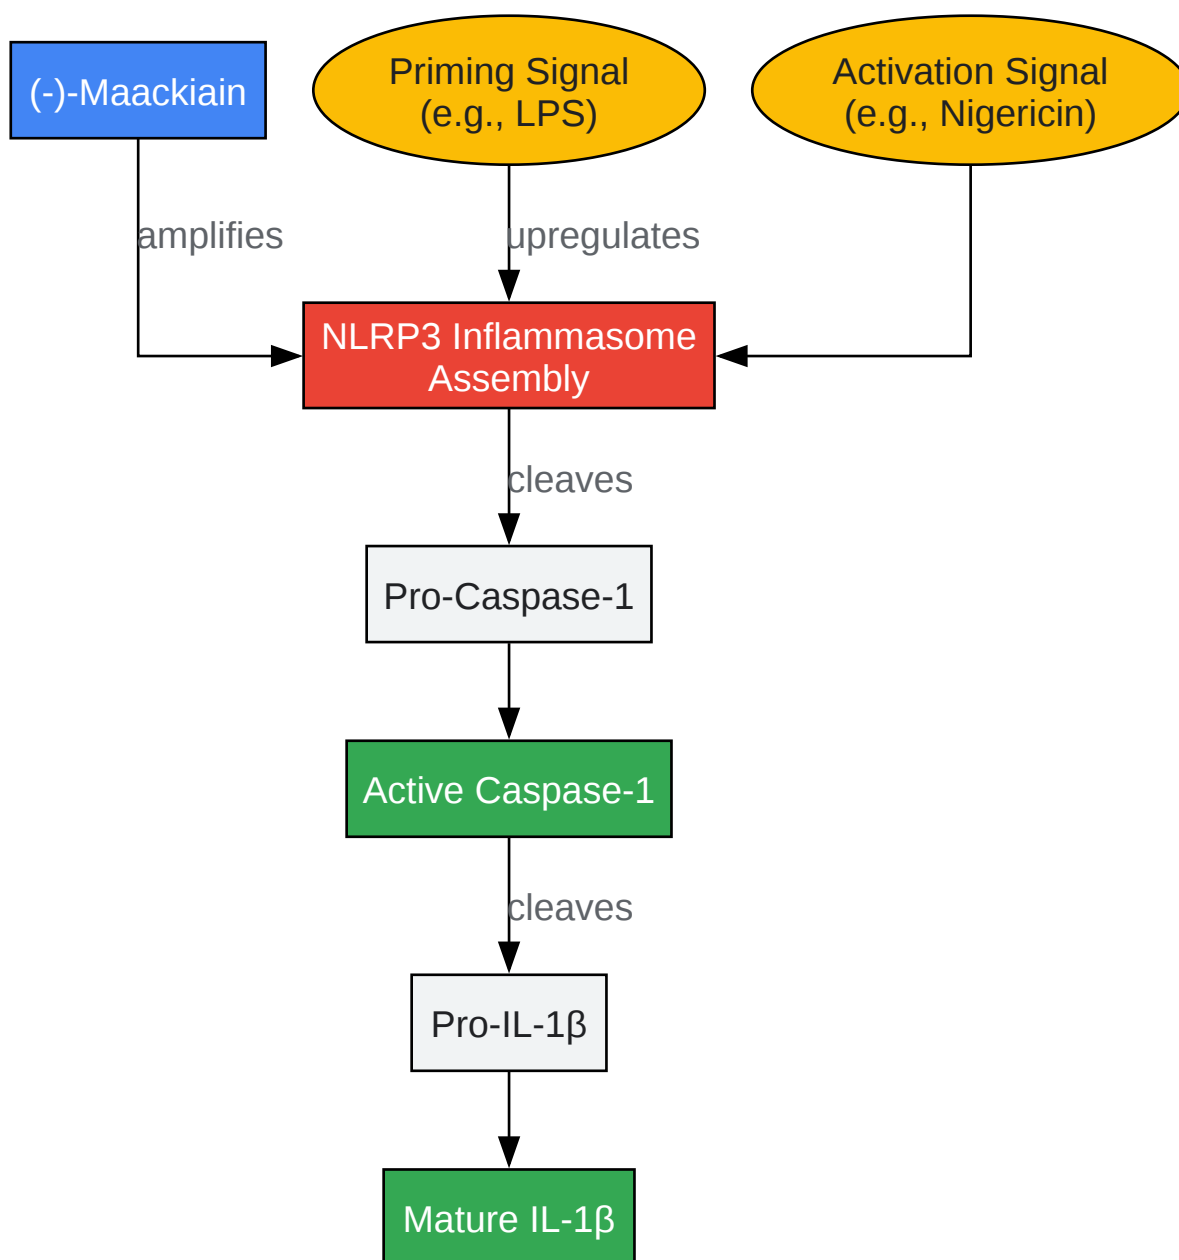 (-)-Maackiain
Priming Signal
(e.g., LPS)
Activation Signal
(e.g., Nigericin)
amplifies
upregulates
NLRP3 Inflammasome
Assembly
cleaves
Pro-Caspase-1
Active Caspase-1
cleaves
Pro-IL-1β
Mature IL-1β